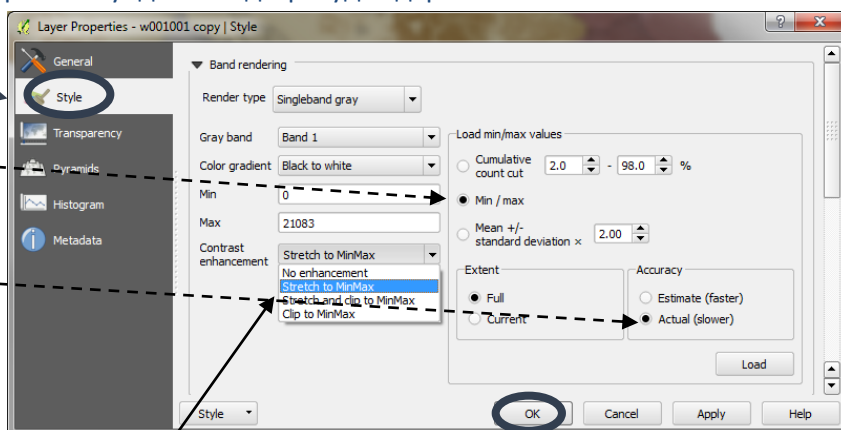 Layer Properties - w001001 copy | Style
General
Style
Transparency
Pyramids
Histogram
Metadata
Band rendering
Render type Singleband gray
Gray band Band 1
Color gradient Black to white
Min 0
Max 21083
Contrast
enhancement Stretch to MinMax
No enhancement
Stretch to MinMax
Stretch and clip to MinMax
Clip to MinMax
Load min/max values
Cumulative
count cut 2.0 - 98.0 %
Min / max
Mean +/-
standard deviation × 2.00
Extent
Full
Current
Accuracy
Estimate (faster)
Actual (slower)
Load
Style
OK
Cancel
Apply
Help